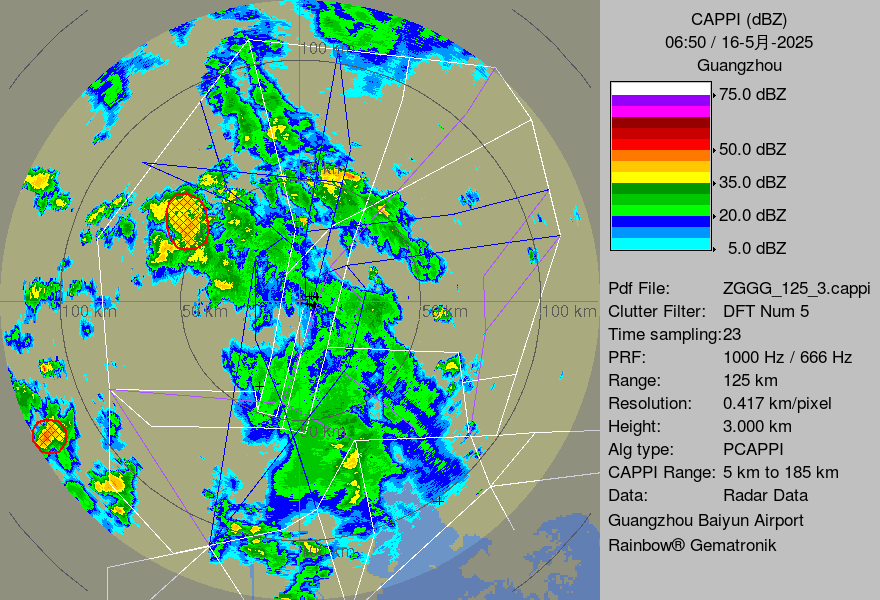 100 km
100 km
50 km
50 km
100 km
50 km
km
CAPPI (dBZ)
06:50 / 16-5月-2025
Guangzhou
75.0 dBZ
50.0 dBZ
35.0 dBZ
20.0 dBZ
5.0 dBZ
Pdf File: ZGGG_125_3.cappi
Clutter Filter: DFT Num 5
Time sampling:23
PRF: 1000 Hz / 666 Hz
Range: 125 km
Resolution: 0.417 km/pixel
Height: 3.000 km
Alg type: PCAPPI
CAPPI Range: 5 km to 185 km
Data: Radar Data
Guangzhou Baiyun Airport
Rainbow® Gematronik